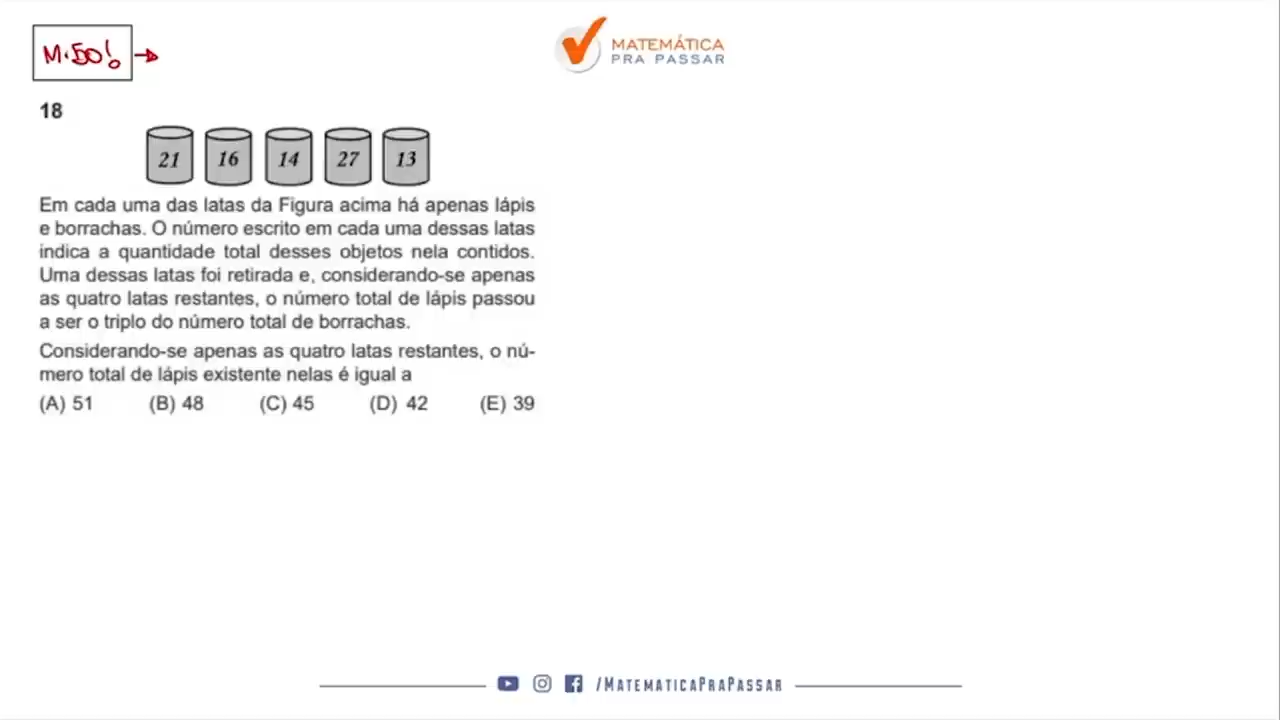 M.50!
MATEMÁTICA
PRA PASSAR
18
21 16 14 27 13
Em cada uma das latas da Figura acima há apenas lápis
e borrachas. O número escrito em cada uma dessas latas
indica a quantidade total desses objetos nela contidos.
Uma dessas latas foi retirada e, considerando-se apenas
as quatro latas restantes, o número total de lápis passou
a ser o triplo do número total de borrachas.
Considerando-se apenas as quatro latas restantes, o nú-
mero total de lápis existente nelas é igual a
(A) 51 (B) 48 (C) 45 (D) 42 (E) 39
/MATEMATICAPRAPASSAR